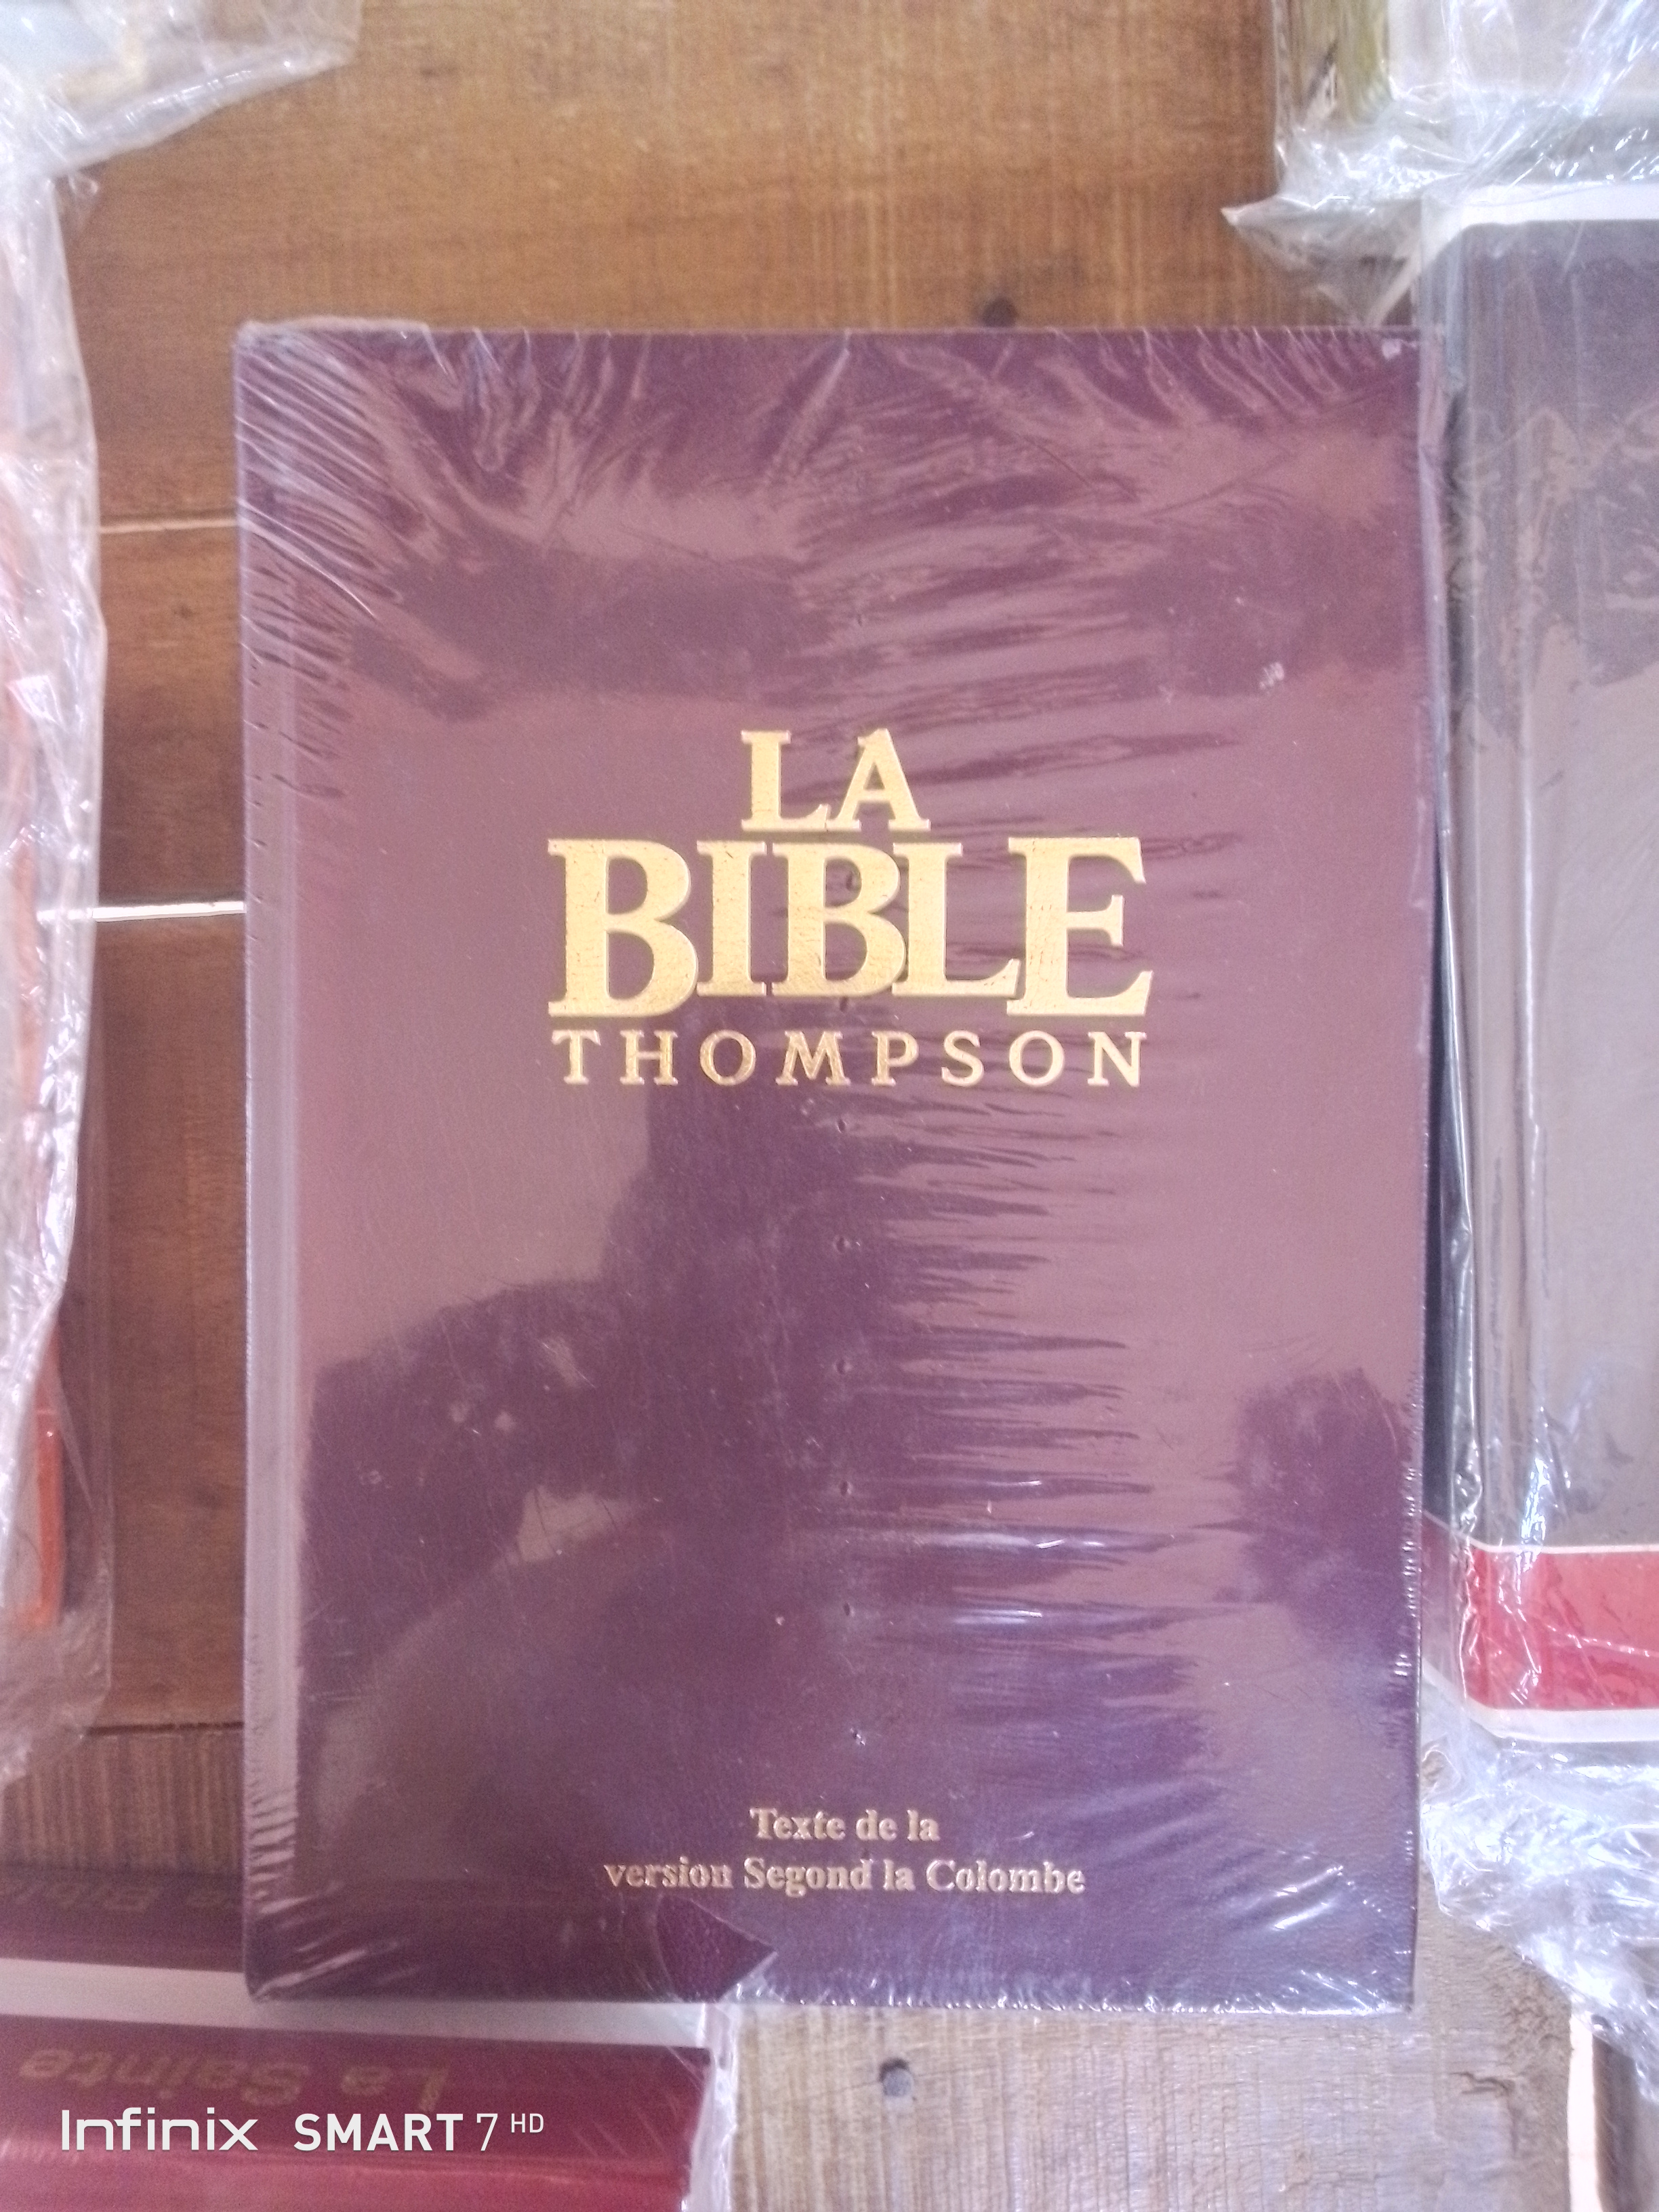 LA
BIBLE
THOMPSON
Texte de la
version Segond la Colombe
La Sainte
Infinix SMART 7 HD